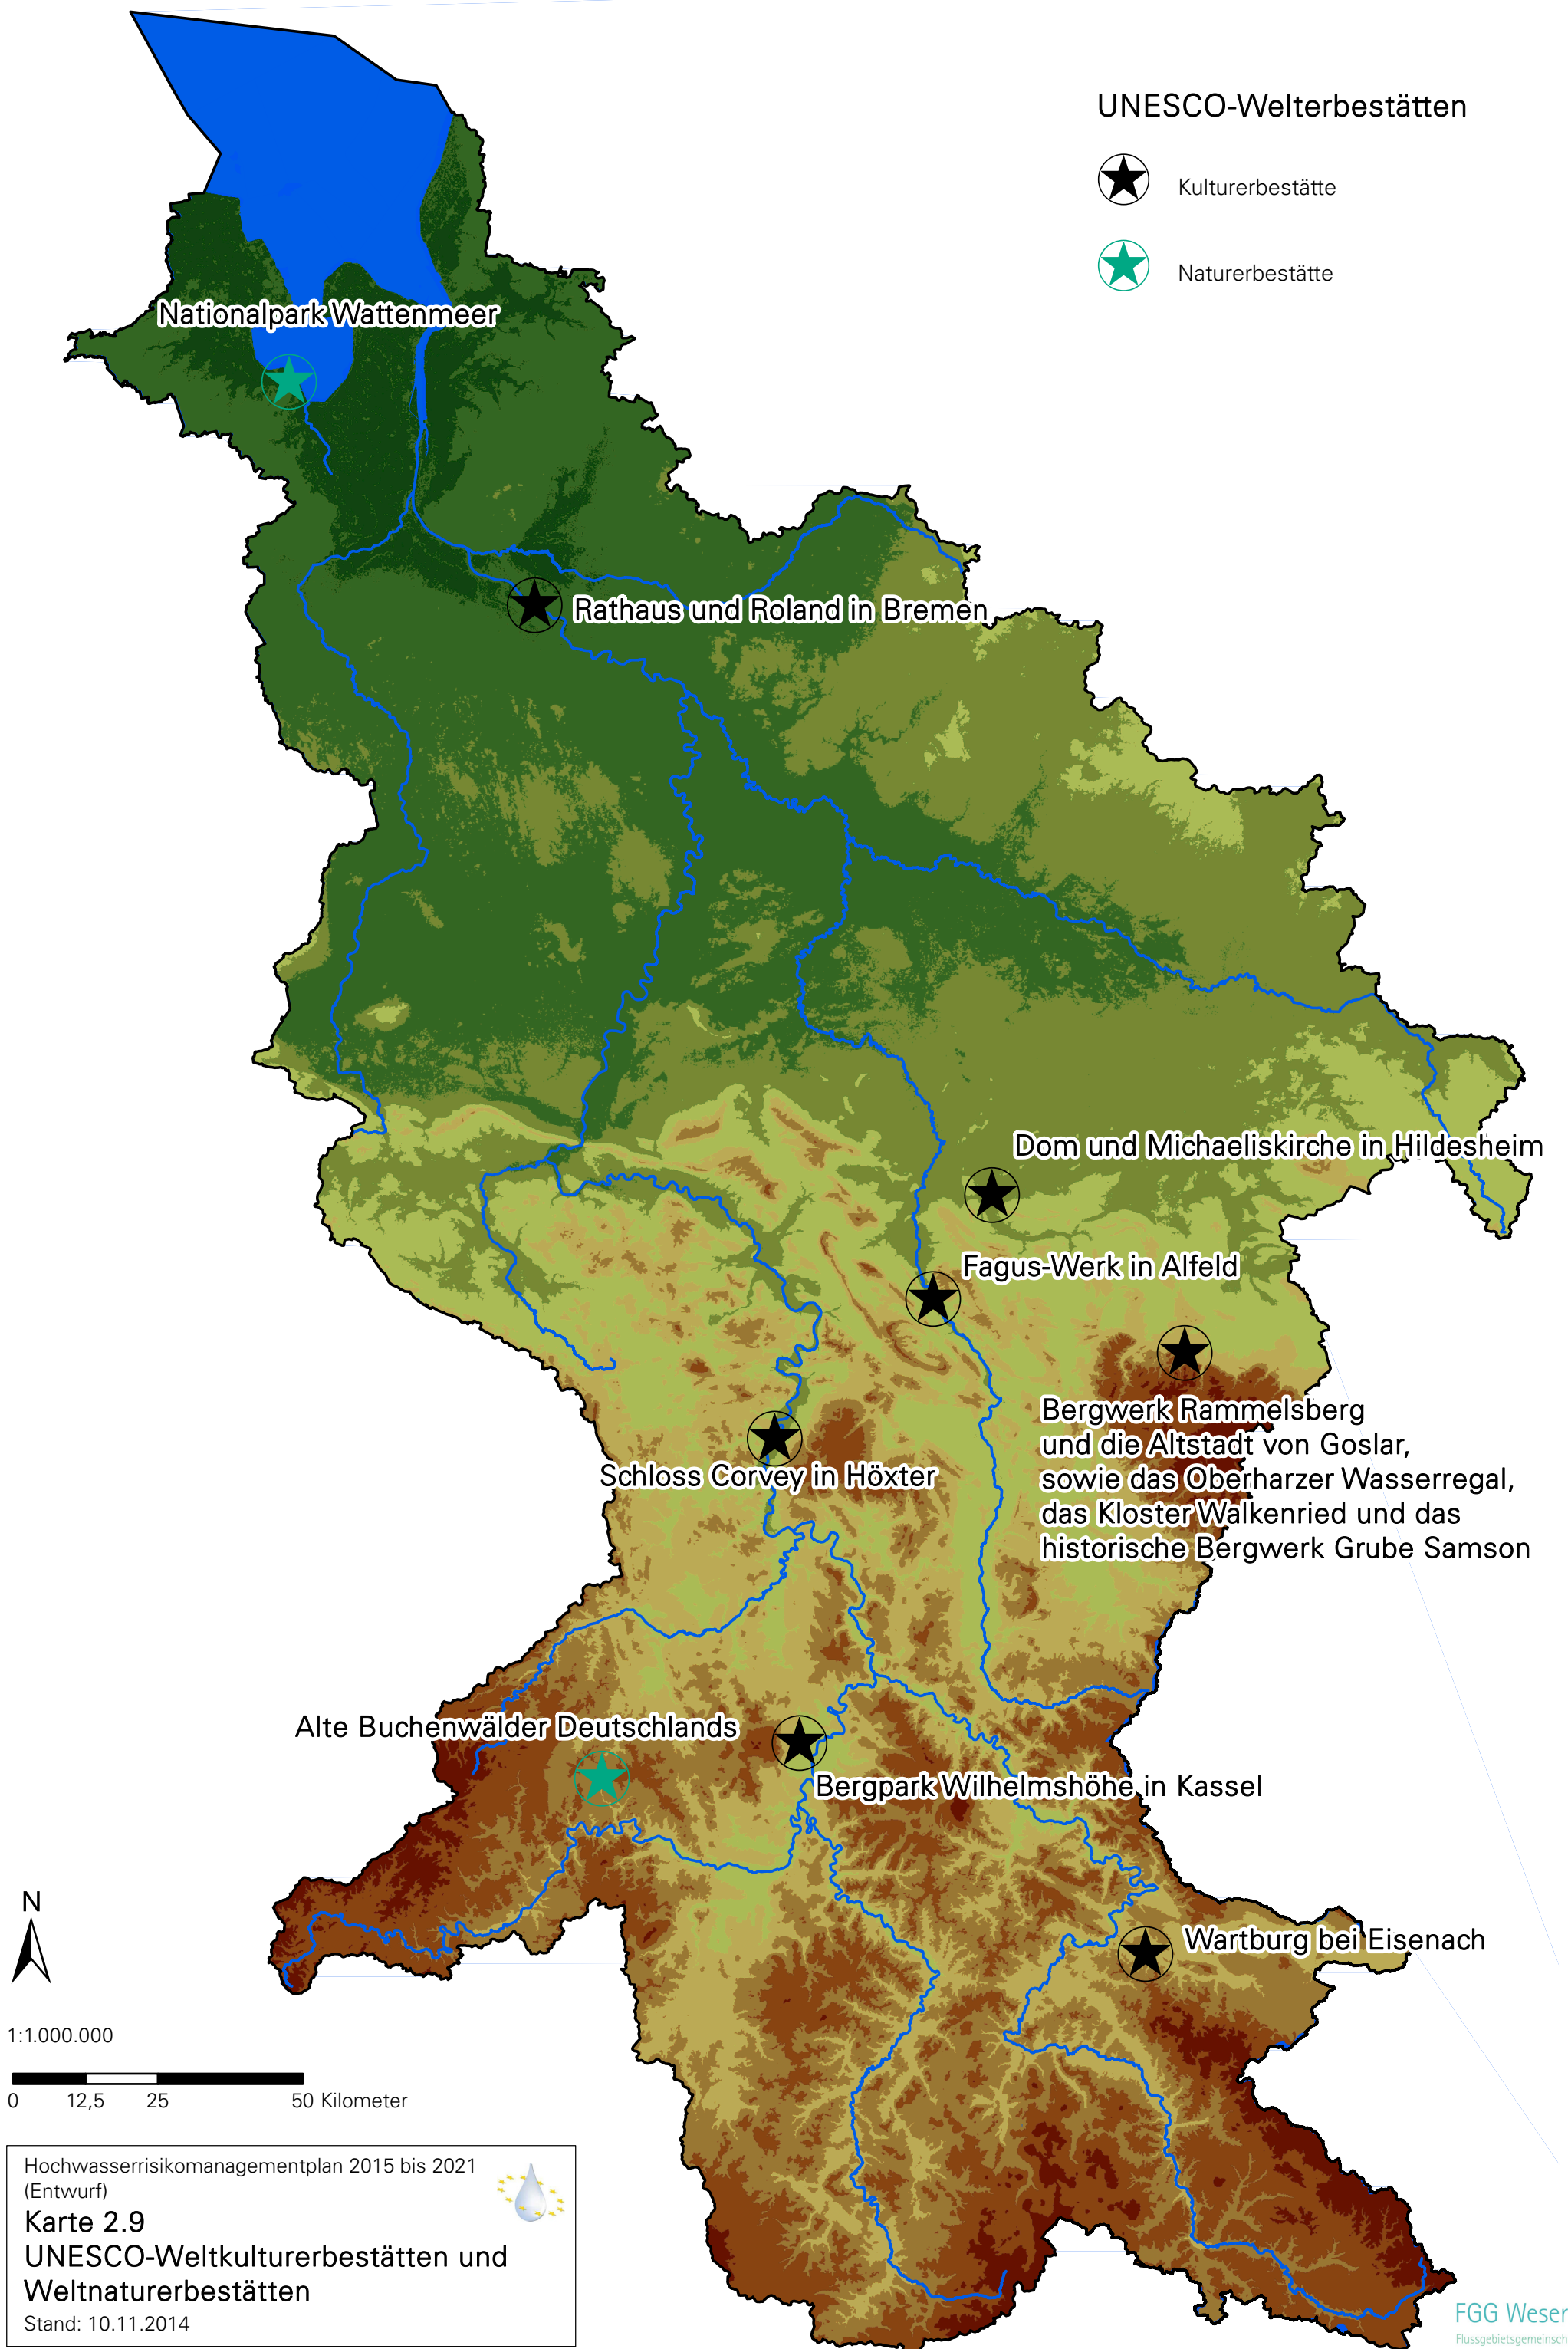 UNESCO-Welterbestätten
Kulturerbestätte
Naturerbestätte
Nationalpark Wattenmeer
Rathaus und Roland in Bremen
Dom und Michaeliskirche in Hildesheim
Fagus-Werk in Alfeld
Bergwerk Rammelsberg
und die Altstadt von Goslar,
sowie das Oberharzer Wasserregal,
das Kloster Walkenried und das
historische Bergwerk Grube Samson
Schloss Corvey in Höxter
Alte Buchenwälder Deutschlands
Bergpark Wilhelmshöhe in Kassel
Wartburg bei Eisenach
N
1:1.000.000
0 12,5 25 50 Kilometer
Hochwasserrisikomanagementplan 2015 bis 2021
(Entwurf)
Karte 2.9
UNESCO-Weltkulturerbestätten und
Weltnaturerbestätten
Stand: 10.11.2014
FGG Weser
Flussgebietsgemeinsch